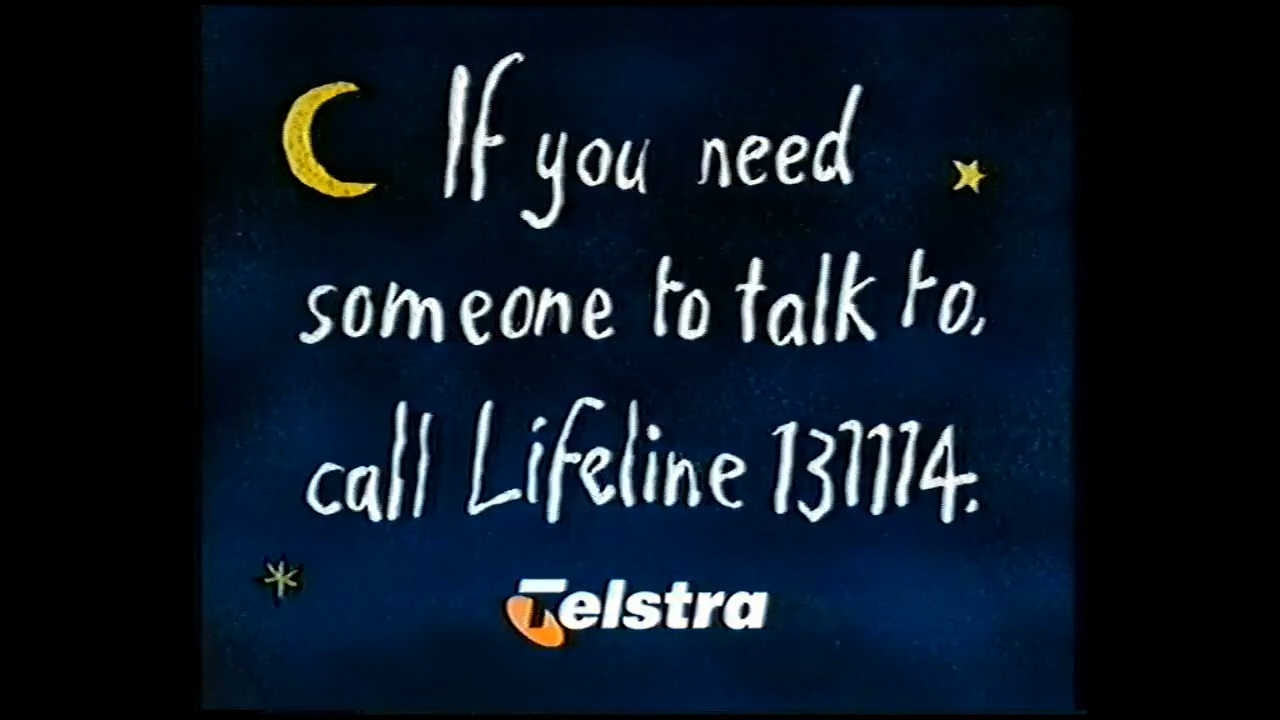 If you need
someone to talk to,
call Lifeline 131114.
Telstra